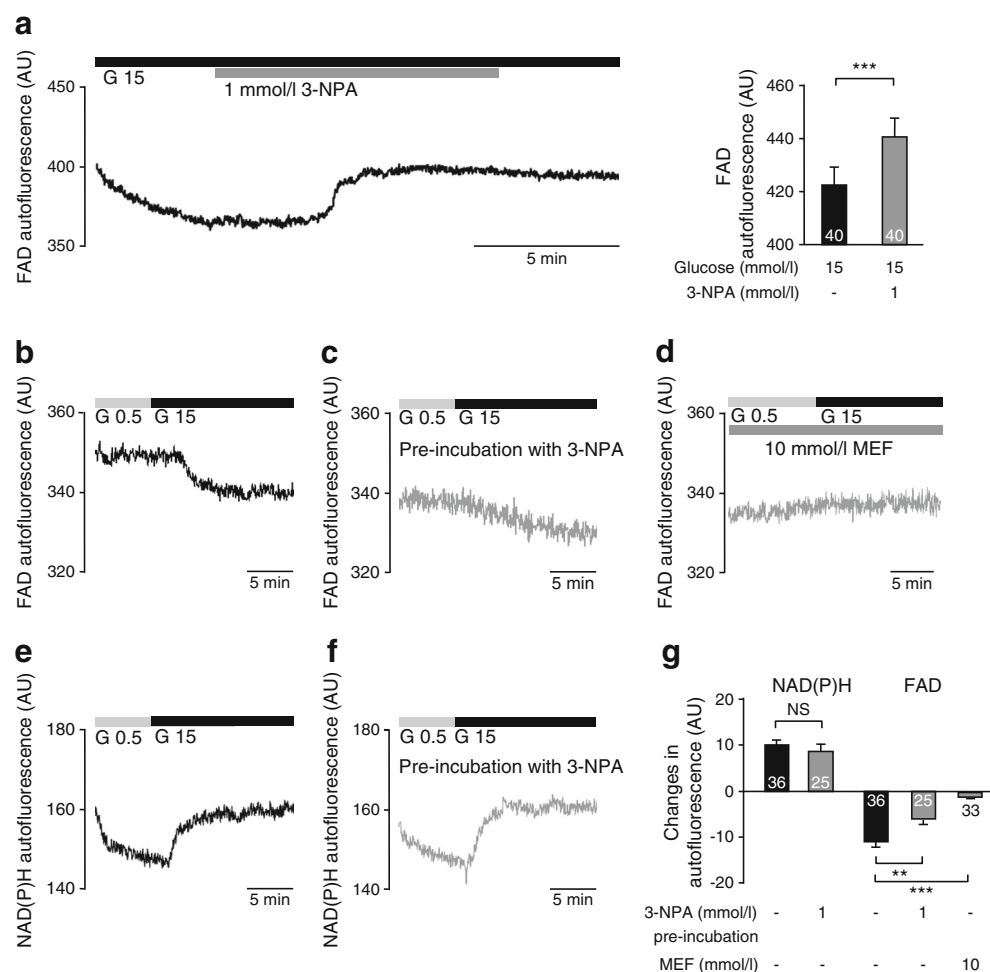 a
FAD autofluorescence (AU)
450
400
350
G 15
1 mmol/l 3-NPA
5 min
FAD
autofluorescence (AU)
460
440
420
400
***
40
40
Glucose (mmol/l) 15 15
3-NPA (mmol/l) - 1
b
FAD autofluorescence (AU)
360
340
320
G 0.5 G 15
5 min
c
FAD autofluorescence (AU)
360
340
320
G 0.5 G 15
Pre-incubation with 3-NPA
5 min
d
FAD autofluorescence (AU)
360
340
320
G 0.5 G 15
10 mmol/l MEF
5 min
e
NAD(P)H autofluorescence (AU)
180
160
140
G 0.5 G 15
5 min
f
NAD(P)H autofluorescence (AU)
180
160
140
G 0.5 G 15
Pre-incubation with 3-NPA
5 min
g
Changes in
autofluorescence (AU)
20
10
0
-10
-20
NAD(P)H FAD
NS
36 25 36 25 33
**
***
3-NPA (mmol/l) - 1 - 1 -
pre-incubation
MEF (mmol/l) - - - - 10